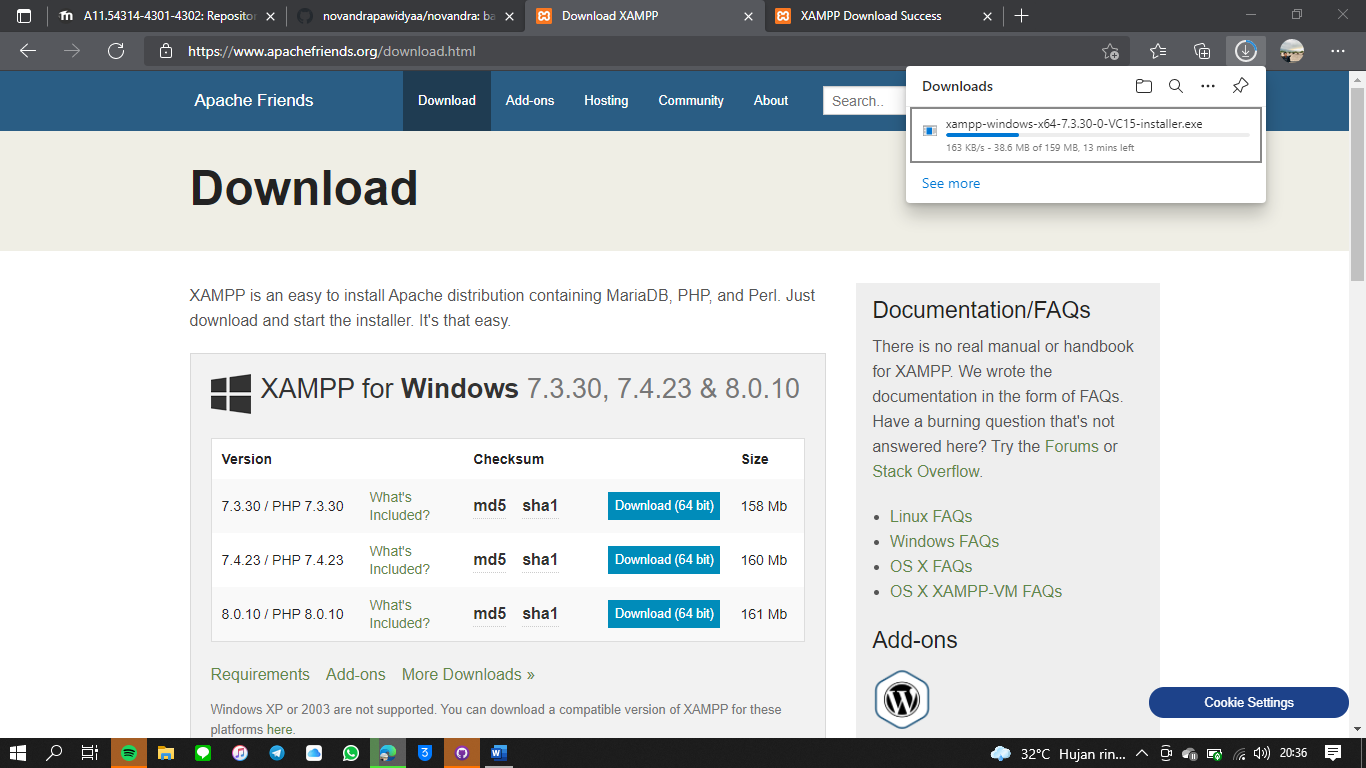 A11.54314-4301-4302: Repositor
novandrapawidyaa/novandra: ba
Download XAMPP
XAMPP Download Success
https://www.apachefriends.org/download.html
Apache Friends
Download
Add-ons
Hosting
Community
About
Search..
Downloads
xampp-windows-x64-7.3.30-0-VC15-installer.exe
163 KB/s - 38.6 MB of 159 MB, 13 mins left
See more
Download
XAMPP is an easy to install Apache distribution containing MariaDB, PHP, and Perl. Just
download and start the installer. It's that easy.
XAMPP for Windows 7.3.30, 7.4.23 & 8.0.10
Version Checksum Size
7.3.30 / PHP 7.3.30 What's Included? md5 sha1 Download (64 bit) 158 Mb
7.4.23 / PHP 7.4.23 What's Included? md5 sha1 Download (64 bit) 160 Mb
8.0.10 / PHP 8.0.10 What's Included? md5 sha1 Download (64 bit) 161 Mb
Requirements Add-ons More Downloads »
Windows XP or 2003 are not supported. You can download a compatible version of XAMPP for these
platforms here.
Documentation/FAQs
There is no real manual or handbook
for XAMPP. We wrote the
documentation in the form of FAQs.
Have a burning question that's not
answered here? Try the Forums or
Stack Overflow.
• Linux FAQs
• Windows FAQs
• OS X FAQs
• OS X XAMPP-VM FAQs
Add-ons
Cookie Settings
32°C Hujan rin...
20:36